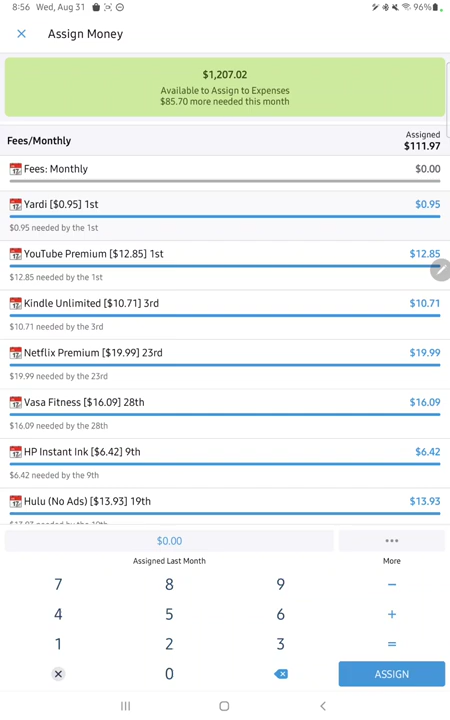 8:56 Wed, Aug 31
96%
Assign Money
$1,207.02
Available to Assign to Expenses
$85.70 more needed this month
Fees/Monthly
Assigned
$111.97
Fees: Monthly
$0.00
Yardi [$0.95] 1st
$0.95
$0.95 needed by the 1st
YouTube Premium [$12.85] 1st
$12.85
$12.85 needed by the 1st
Kindle Unlimited [$10.71] 3rd
$10.71
$10.71 needed by the 3rd
Netflix Premium [$19.99] 23rd
$19.99
$19.99 needed by the 23rd
Vasa Fitness [$16.09] 28th
$16.09
$16.09 needed by the 28th
HP Instant Ink [$6.42] 9th
$6.42
$6.42 needed by the 9th
Hulu (No Ads) [$13.93] 19th
$13.93
$13.93 needed by the 19th
$0.00
Assigned Last Month
More
7 8 9 −
4 5 6 +
1 2 3 =
0
ASSIGN